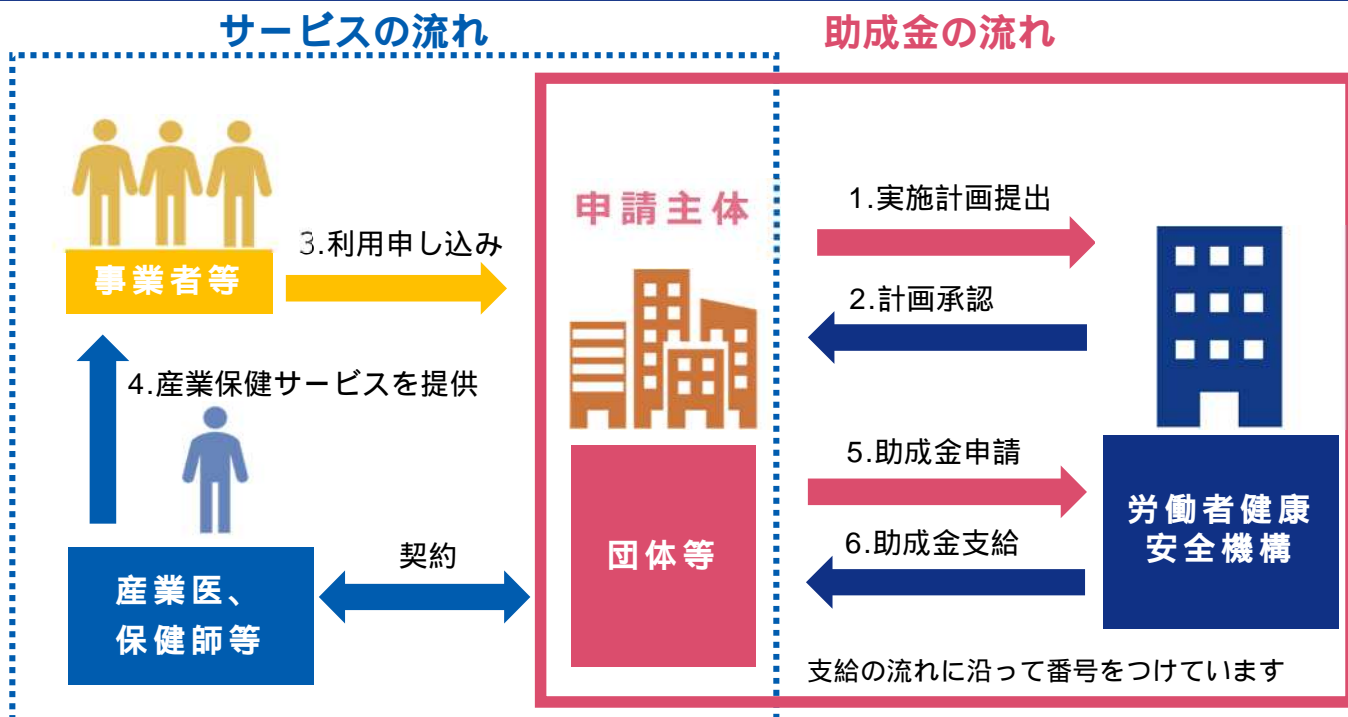 サービスの流れ
助成金の流れ
申請主体
1.実施計画提出
3.利用申し込み
事業者等
2.計画承認
4.産業保健サービスを提供
5.助成金申請
労働者健康
安全機構
契約
団体等
6.助成金支給
産業医、
保健師等
支給の流れに沿って番号をつけています